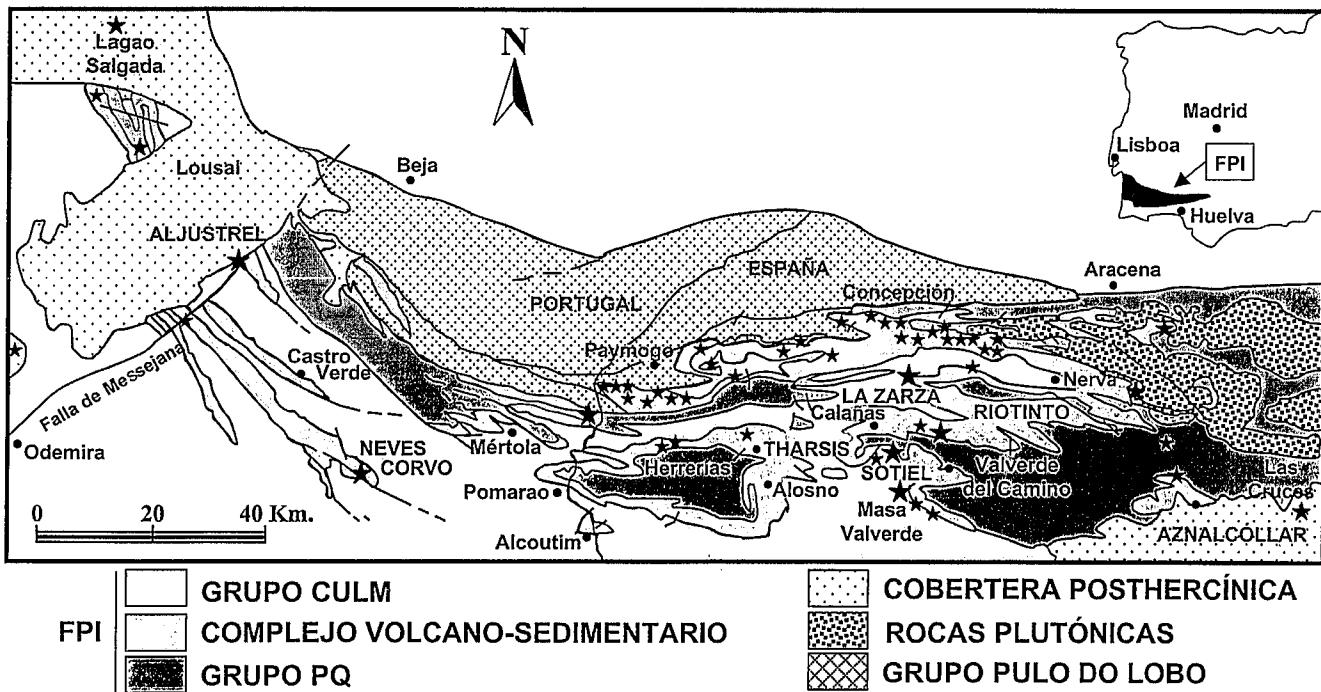 Lagao
Salgada
N
Madrid
Lisboa
FPI
Huelva
Beja
Lousal
ALJUSTREL
ESPAÑA
Aracena
PORTUGAL
Concepción
Paymogo
Falla de Messejana
Castro
Verde
LA ZARZA
Nerva
Calañas
RIOTINTO
Odemira
NEVES
CORVO
Mértola
THARSIS
Herrerías
SOTIEL
Valverde
del Camino
Las
Cruces
Pomarao
Alosno
Masa
Valverde
AZNALCÓLLAR
0 20 40 Km.
Alcoutim
FPI
GRUPO CULM
COMPLEJO VOLCANO-SEDIMENTARIO
GRUPO PQ
COBERTERA POSTHERCÍNICA
ROCAS PLUTÓNICAS
GRUPO PULO DO LOBO